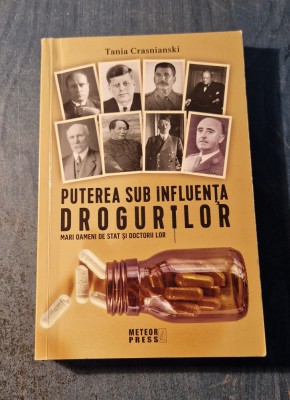 Tania Crasnianski
PUTEREA SUB INFLUENȚA
DROGURILOR
MARI OAMENI DE STAT ȘI DOCTORII LOR
METEOR
PRESS